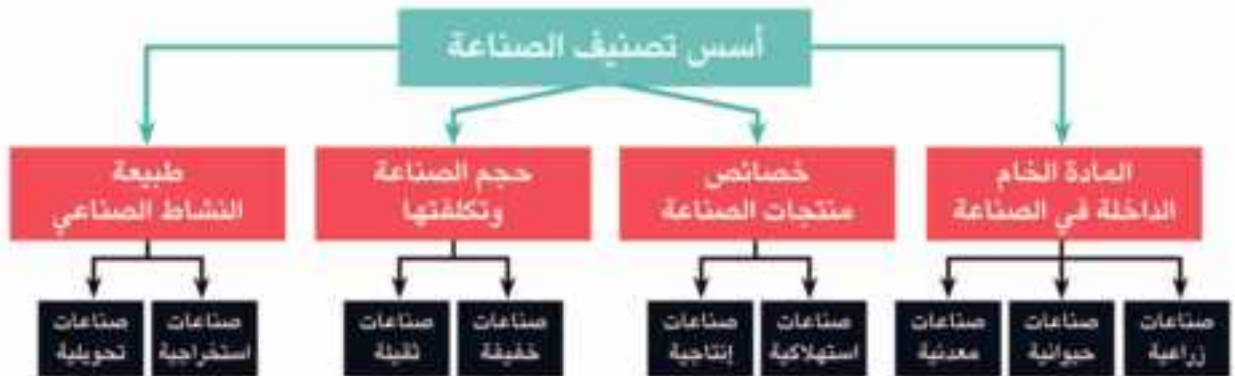 أسس تصنيف الصناعة
المادة الخام
الداخلة في الصناعة
خصائص
منتجات الصناعة
حجم الصناعة
وتكلفتها
طبيعة
النشاط الصناعي
صناعات
زراعية
صناعات
حيوانية
صناعات
معدنية
صناعات
استهلاكية
صناعات
إنتاجية
صناعات
خفيفة
صناعات
ثقيلة
صناعات
استخراجية
صناعات
تحويلية